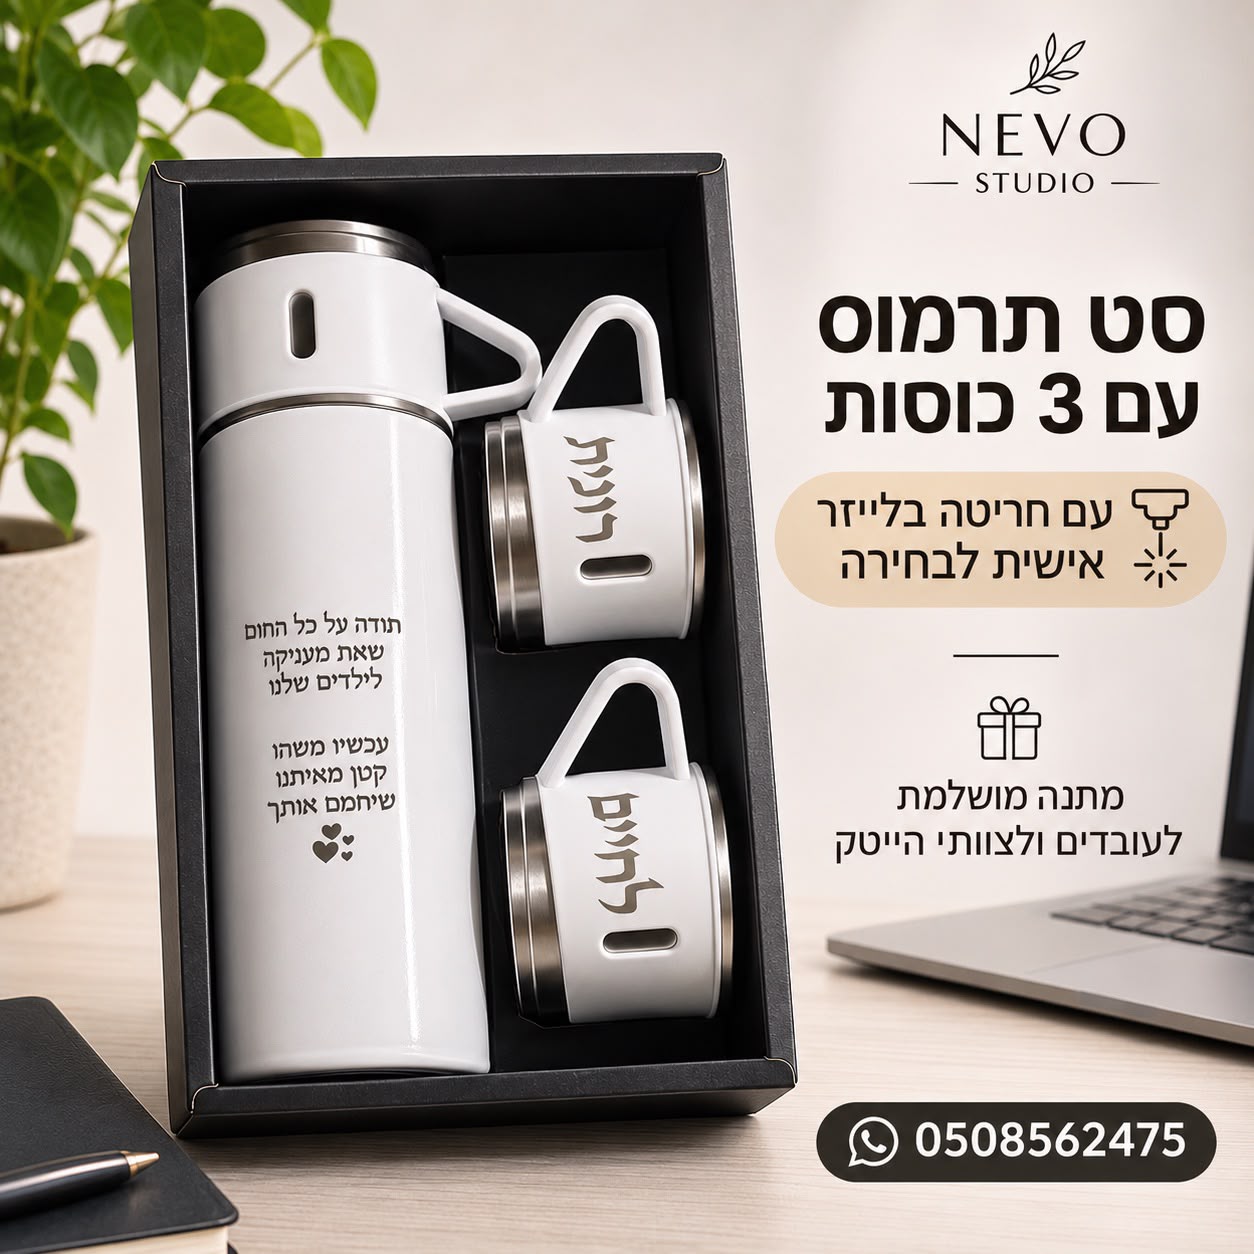 NEVO
STUDIO
סט תרמוס
עם 3 כוסות
עם חריטה בלייזר
אישית לבחירה
מתנה מושלמת
לעובדים ולצוותי הייטק
0508562475
רונית
לחיים
תודה על כל החום
שאת מעניקה
לילדים שלנו
עכשיו משהו
קטן מאיתנו
שיחמם אותך